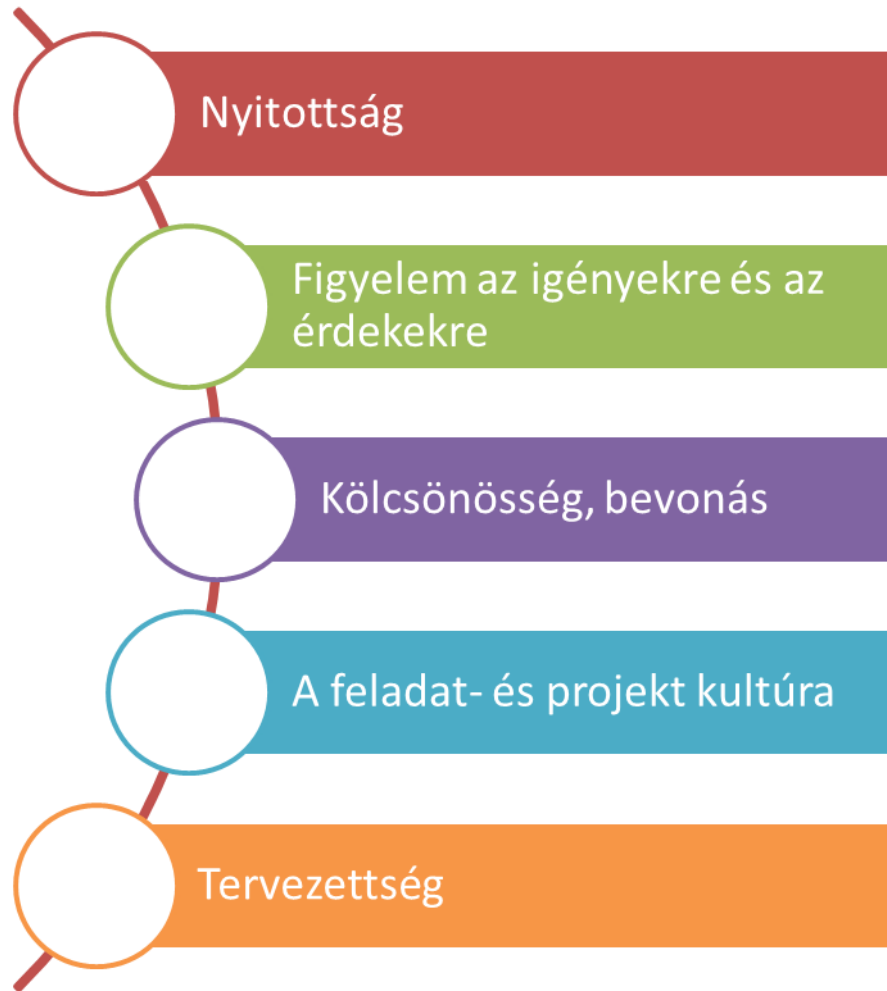 Nyitottság
Figyelem az igényekre és az
érdekekre
Kölcsönösség, bevonás
A feladat- és projekt kultúra
Tervezettség